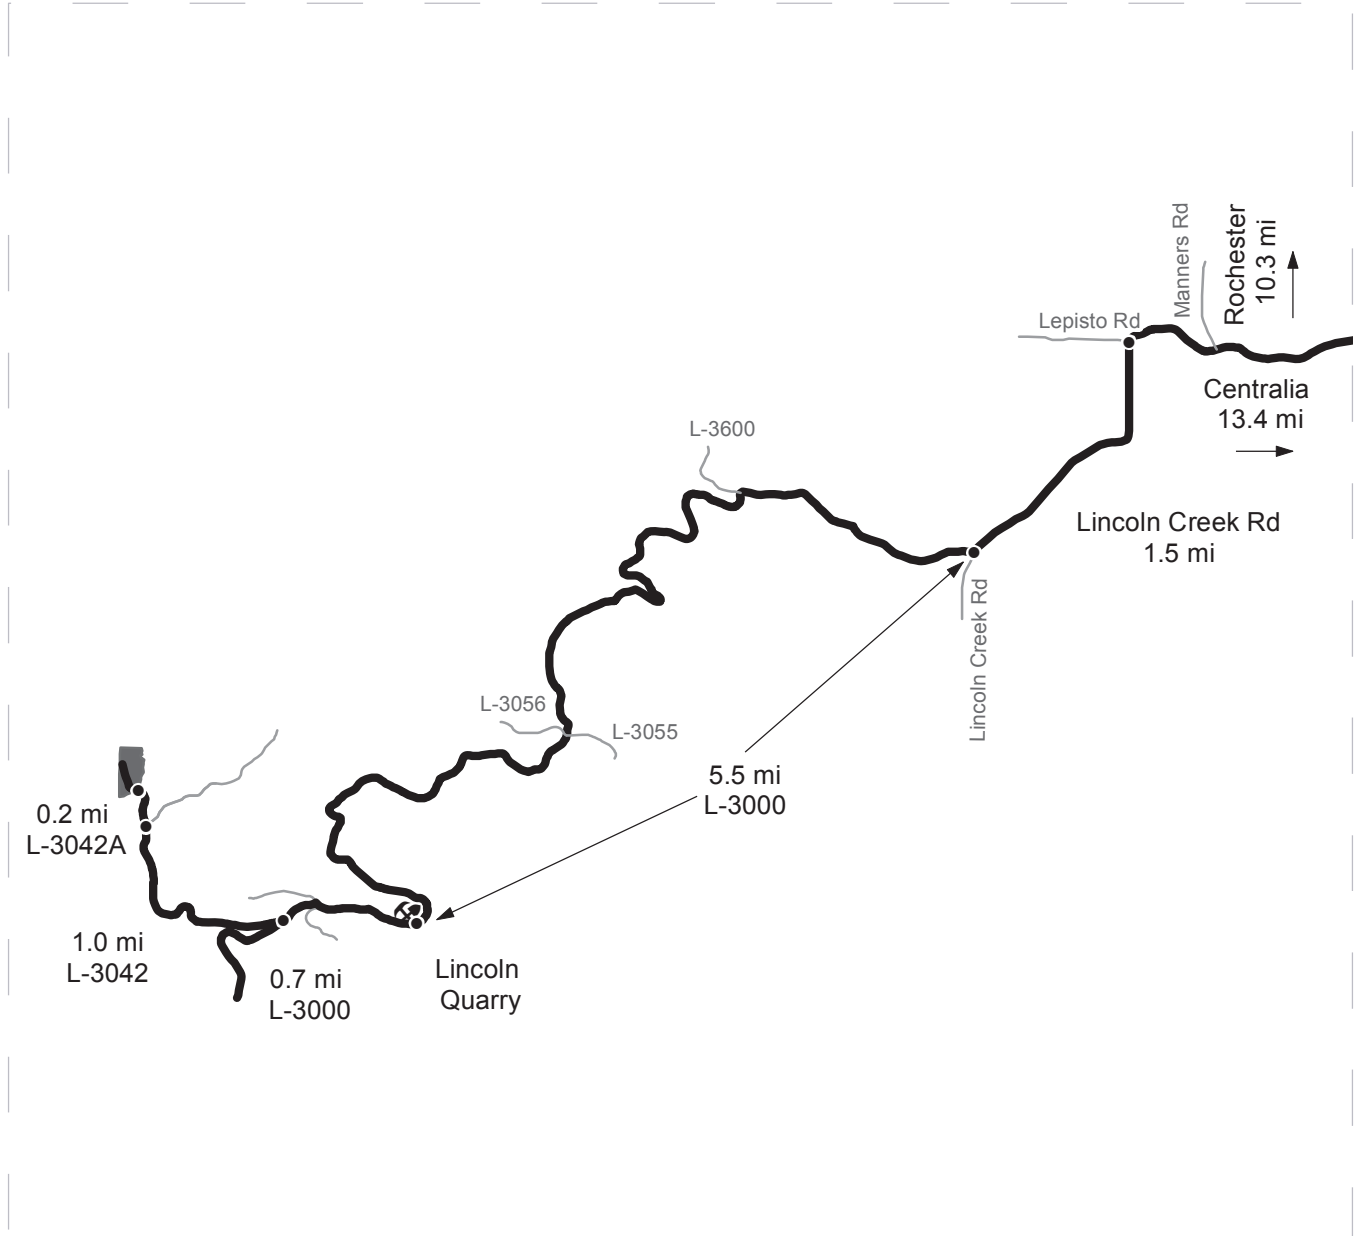 Manners Rd
Rochester
10.3 mi
Lepisto Rd
Centralia
13.4 mi
L-3600
Lincoln Creek Rd
1.5 mi
Lincoln Creek Rd
L-3056
L-3055
5.5 mi
L-3000
0.2 mi
L-3042A
1.0 mi
L-3042
0.7 mi
L-3000
Lincoln
Quarry